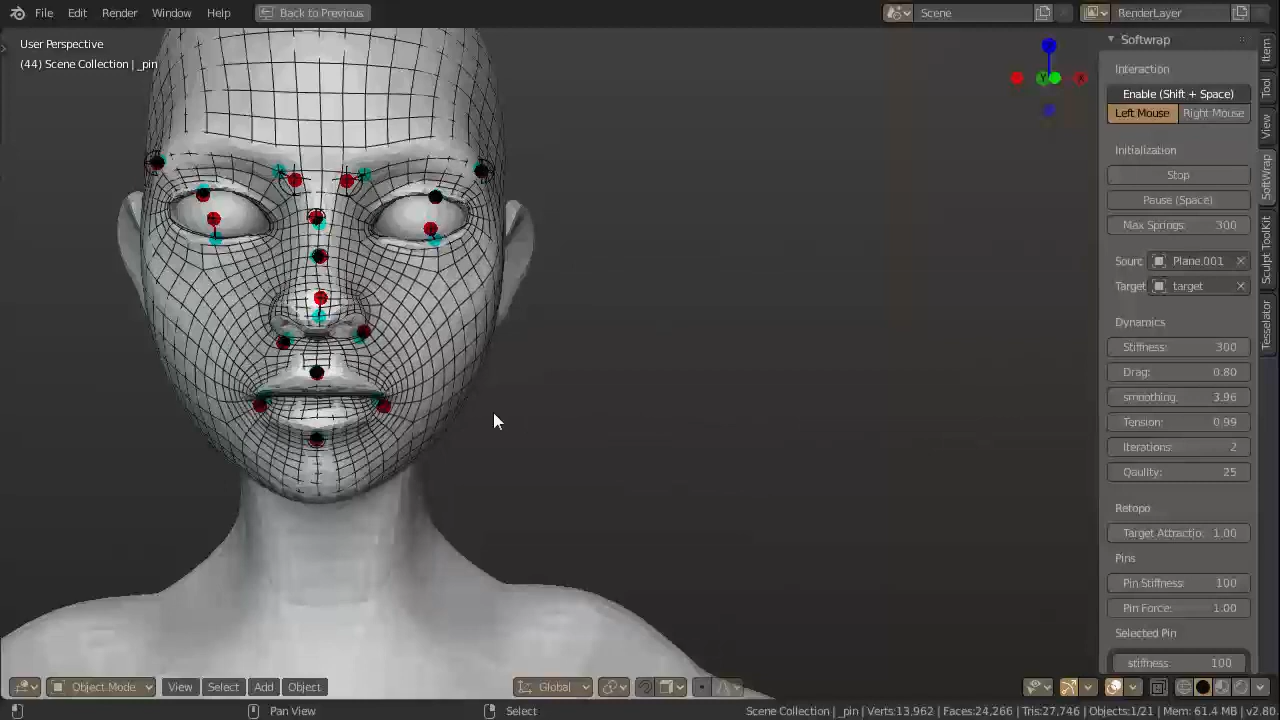 File Edit Render Window Help Back to Previous Scene RenderLayer
User Perspective
(44) Scene Collection | _pin
Y X
Softwrap
Interaction
Enable (Shift + Space)
Left Mouse Right Mouse
Initialization
Stop
Pause (Space)
Max Springs: 300
Sourc Plane.001
Target target
Dynamics
Stiffness: 300
Drag: 0.80
smoothing 3.96
Tension: 0.99
Iterations: 2
Qaulity: 25
Retopo
Target Attractio: 1.00
Pins
Pin Stiffness: 100
Pin Force: 1.00
Selected Pin
stiffness: 100
Item
Tool
View
SoftWrap
Sculpt ToolKit
Tesselator
Object Mode View Select Add Object Global
Pan View Select Scene Collection | _pin | Verts:13,962 | Faces:24,266 | Tris:27,746 | Objects:1/21 | Mem: 61.4 MB | v2.80